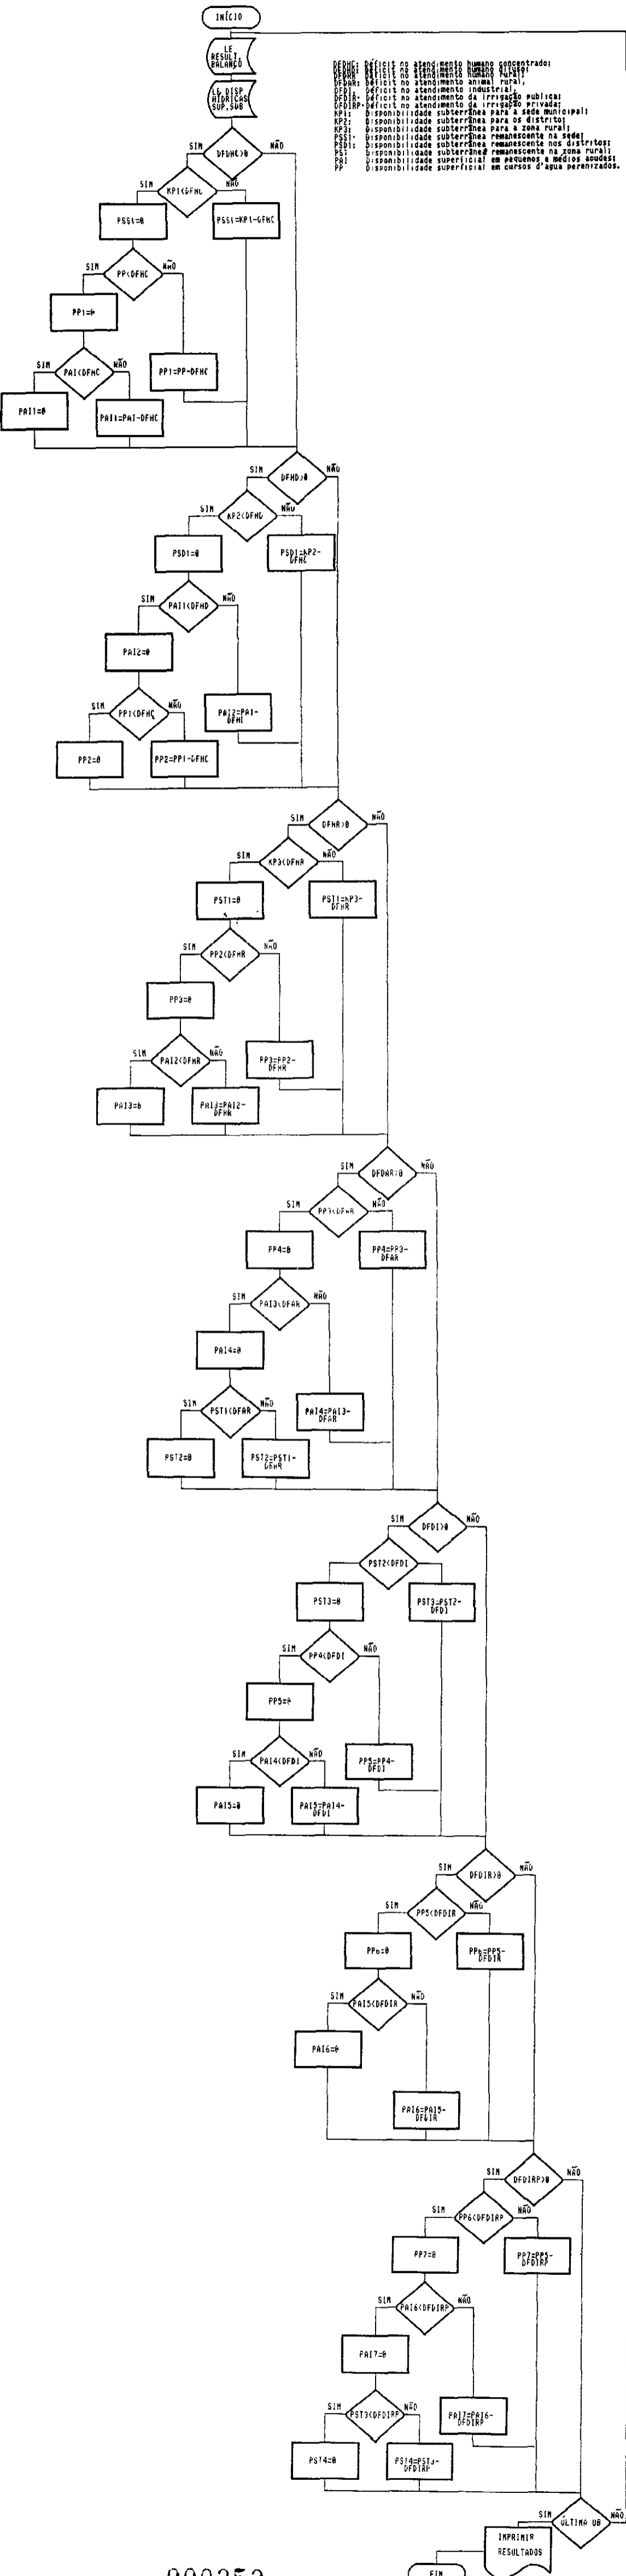 INÍCIO
LE
RESULT.
BALANÇO
LE DISP
HIDRICAS
SUP,SUB
DFDHC: Déficit no atendimento humano concentrado;
DFDHD: Déficit no atendimento humano difuso;
DFDHR: Déficit no atendimento humano rural;
DFDAR: Déficit no atendimento animal rural;
DFDI: Déficit no atendimento industrial;
DFDIR: Déficit no atendimento da irrigação publica;
DFDIRP: Déficit no atendimento da irrigação privada;
KP1: Disponibilidade subterrânea para a sede municipal;
KP2: Disponibilidade subterrânea para os distrito;
KP3: Disponibilidade subterrânea para a zona rural;
PSS1: Disponibilidade subterrânea remanescente na sede;
PSD1: Disponibilidade subterrânea remanescente nos distritos;
PST Disponibilidade subterrânea remanescente na zona rural;
PAI Disponibilidade superficial em pequenos e médios açudes;
PP Disponibilidade superficial em cursos d'água perenizados.
SIM DFDHC>0 NÃO
SIM KP1<DFHC NÃO
PSS1=0
PSS1=KP1-DFHC
SIM PP<DFHC NÃO
PP1=0
PP1=PP-DFHC
SIM PAI<DFHC NÃO
PAI1=0
PAI1=PAI-DFHC
SIM DFHD>0 NÃO
SIM KP2<DFHD NÃO
PSD1=0
PSD1=KP2-
DFHC
SIM PAI1<DFHD NÃO
PAI2=0
PAI2=PAI-
DFHC
SIM PP1<DFHC NÃO
PP2=0
PP2=PP1-DFHC
SIM DFHR>0 NÃO
SIM KP3<DFHR NÃO
PST1=0
PST1=KP3-
DFHR
SIM PP2<DFHR NÃO
PP3=0
PP3=PP2-
DFHR
SIM PAI2<DFHR NÃO
PAI3=0
PAI3=PAI2-
DFHR
SIM DFDAR>0 NÃO
SIM PP3<DFAR NÃO
PP4=0
PP4=PP3-
DFAR
SIM PAI3<DFAR NÃO
PAI4=0
PAI4=PAI3-
DFAR
SIM PST1<DFAR NÃO
PST2=0
PST2=PST1-
DFAR
SIM DFDI>0 NÃO
PST2<DFDI
PST3=0
PST3=PST2-
DFDI
SIM PP4<DFDI NÃO
PP5=0
PP5=PP4-
DFDI
SIM PAI4<DFDI NÃO
PAI5=0
PAI5=PAI4-
DFDI
SIM DFDIR>0 NÃO
SIM PP5<DFDIR NÃO
PP6=0
PP6=PP5-
DFDIR
SIM PAI5<DFDIR NÃO
PAI6=0
PAI6=PAI5-
DFDIR
SIM DFDIRP>0 NÃO
SIM PP6<DFDIRP NÃO
PP7=0
PP7=PP5-
DFDIRP
SIM PAI6<DFDIRP NÃO
PAI7=0
PAI7=PAI6-
DFDIRP
SIM PST3<DFDIRP NÃO
PST4=0
PST4=PST3-
DFDIRP
SIM ÚLTIMA UB NÃO
IMPRIMIR
RESULTADOS
FIM